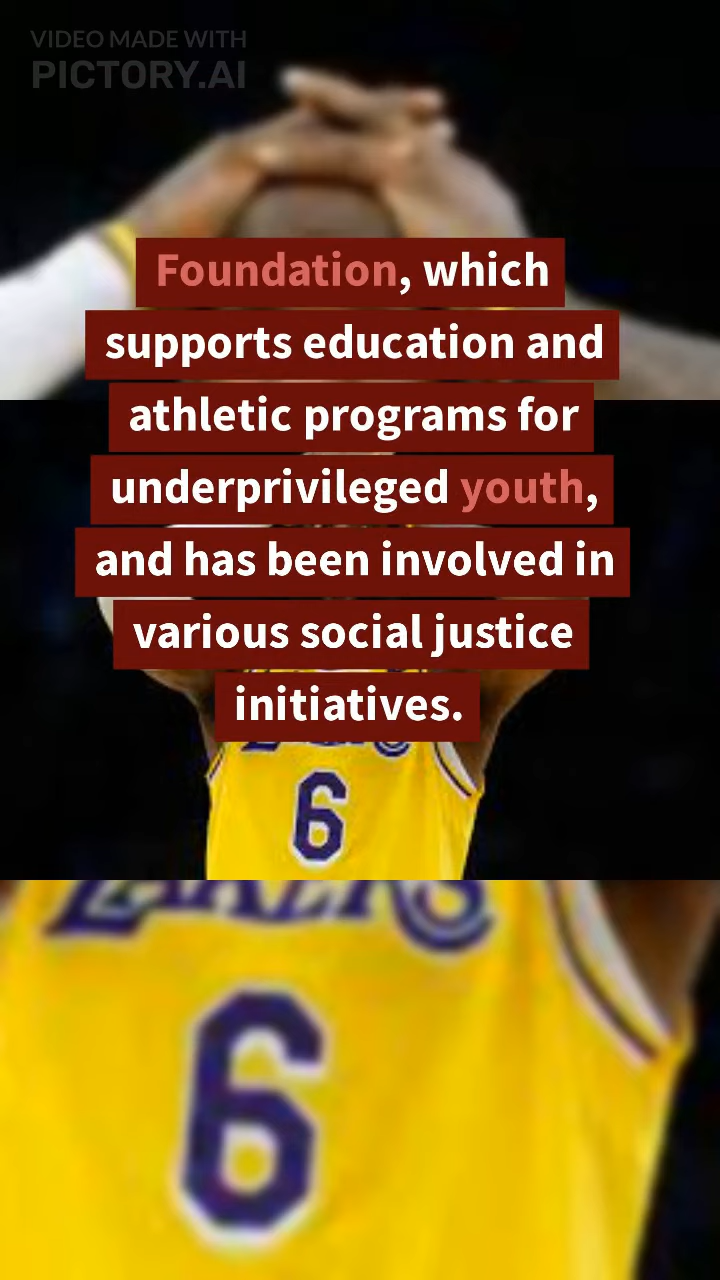 VIDEO MADE WITH
PICTORY.AI
Foundation, which
supports education and
athletic programs for
underprivileged youth,
and has been involved in
various social justice
initiatives.
6
LAKERS
6